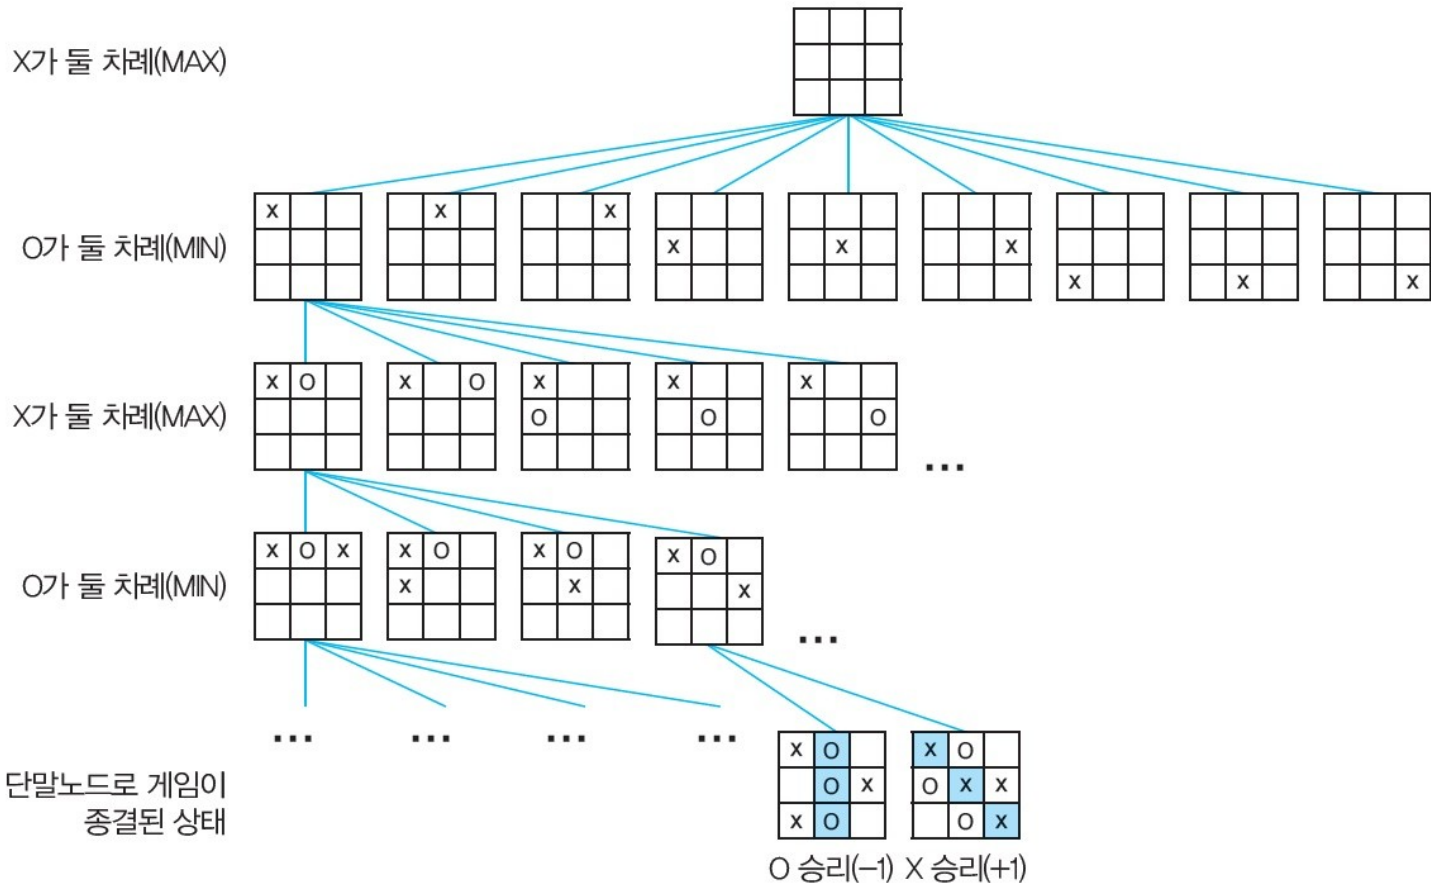 X가 둘 차례(MAX)
O가 둘 차례(MIN)
X X X X X X X X X
X가 둘 차례(MAX)
X O X O X X X
O O O
...
O가 둘 차례(MIN)
X O X X O X O X O
X X X
...
... ... ... ...
단말노드로 게임이
종결된 상태
X O X O
O X O X X
X O O X
O 승리(-1) X 승리(+1)